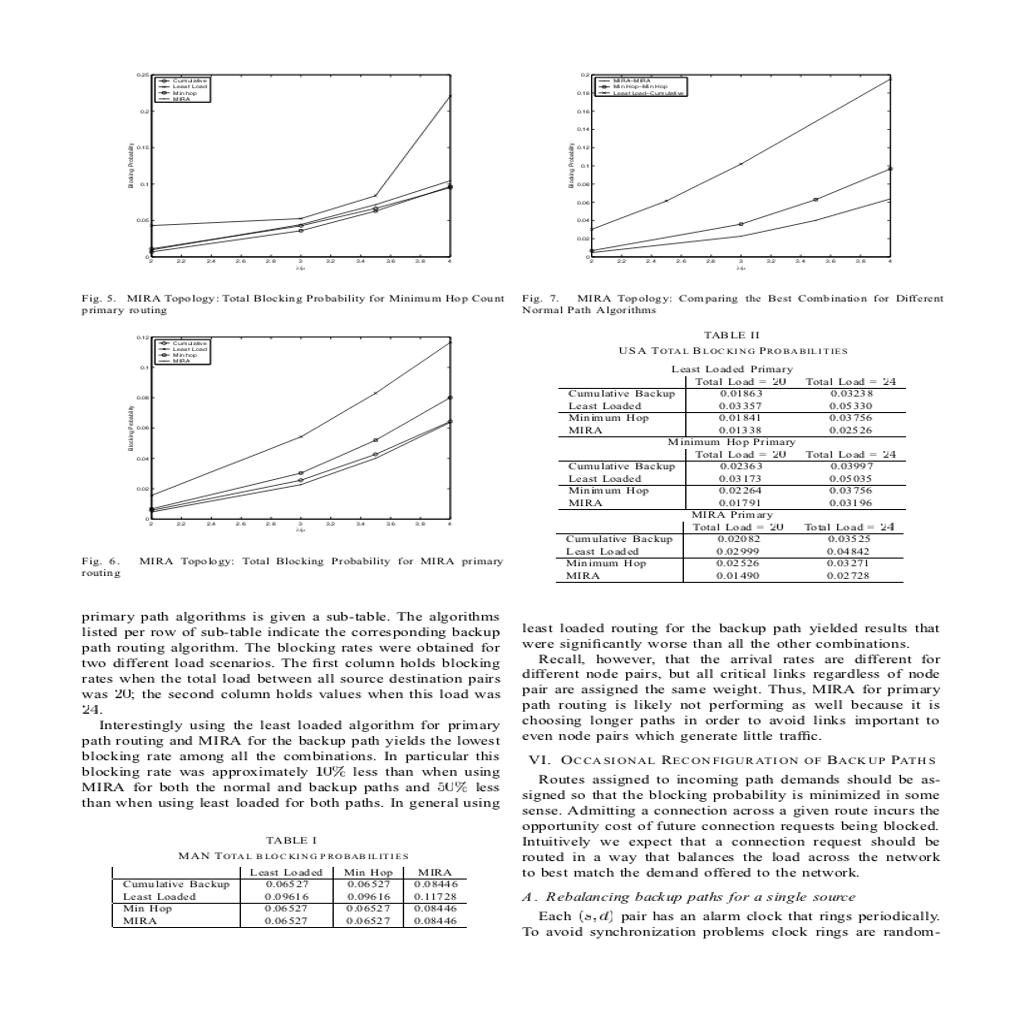 0.25
0.2
0.15
0.1
0.05
0
Blocking Probability
Cumulative
Least Load
Min hop
MIRA
2 2.2 2.4 2.6 2.8 3 3.2 3.4 3.6 3.8 4
λ/μ
Fig. 5. MIRA Topology: Total Blocking Probability for Minimum Hop Count
primary routing
0.12
0.1
0.08
0.06
0.04
0.02
0
Blocking Probability
Cumulative
Least Load
Min hop
MIRA
2 2.2 2.4 2.6 2.8 3 3.2 3.4 3.6 3.8 4
λ/μ
Fig. 6. MIRA Topology: Total Blocking Probability for MIRA primary
routing
primary path algorithms is given a sub-table. The algorithms
listed per row of sub-table indicate the corresponding backup
path routing algorithm. The blocking rates were obtained for
two different load scenarios. The first column holds blocking
rates when the total load between all source destination pairs
was 20; the second column holds values when this load was
24.
Interestingly using the least loaded algorithm for primary
path routing and MIRA for the backup path yields the lowest
blocking rate among all the combinations. In particular this
blocking rate was approximately 10% less than when using
MIRA for both the normal and backup paths and 50% less
than when using least loaded for both paths. In general using
TABLE I
MAN TOTAL BLOCKING PROBABILITIES
Least Loaded Min Hop MIRA
Cumulative Backup 0.06527 0.06527 0.08446
Least Loaded 0.09616 0.09616 0.11728
Min Hop 0.06527 0.06527 0.08446
MIRA 0.06527 0.06527 0.08446
0.2
0.18
0.16
0.14
0.12
0.1
0.08
0.06
0.04
0.02
0
Blocking Probability
MIRA–MIRA
Min Hop–Min Hop
Least Load–Cumulative
2 2.2 2.4 2.6 2.8 3 3.2 3.4 3.6 3.8 4
λ/μ
Fig. 7. MIRA Topology: Comparing the Best Combination for Different
Normal Path Algorithms
TABLE II
USA TOTAL BLOCKING PROBABILITIES
Least Loaded Primary
Total Load = 20 Total Load = 24
Cumulative Backup 0.01863 0.03238
Least Loaded 0.03357 0.05330
Minimum Hop 0.01841 0.03756
MIRA 0.01338 0.02526
Minimum Hop Primary
Total Load = 20 Total Load = 24
Cumulative Backup 0.02363 0.03997
Least Loaded 0.03173 0.05035
Minimum Hop 0.02264 0.03756
MIRA 0.01791 0.03196
MIRA Primary
Total Load = 20 Total Load = 24
Cumulative Backup 0.02082 0.03525
Least Loaded 0.02999 0.04842
Minimum Hop 0.02526 0.03271
MIRA 0.01490 0.02728
least loaded routing for the backup path yielded results that
were significantly worse than all the other combinations.
Recall, however, that the arrival rates are different for
different node pairs, but all critical links regardless of node
pair are assigned the same weight. Thus, MIRA for primary
path routing is likely not performing as well because it is
choosing longer paths in order to avoid links important to
even node pairs which generate little traffic.
VI. OCCASIONAL RECONFIGURATION OF BACKUP PATHS
Routes assigned to incoming path demands should be as-
signed so that the blocking probability is minimized in some
sense. Admitting a connection across a given route incurs the
opportunity cost of future connection requests being blocked.
Intuitively we expect that a connection request should be
routed in a way that balances the load across the network
to best match the demand offered to the network.
A. Rebalancing backup paths for a single source
Each (s,d) pair has an alarm clock that rings periodically.
To avoid synchronization problems clock rings are random-